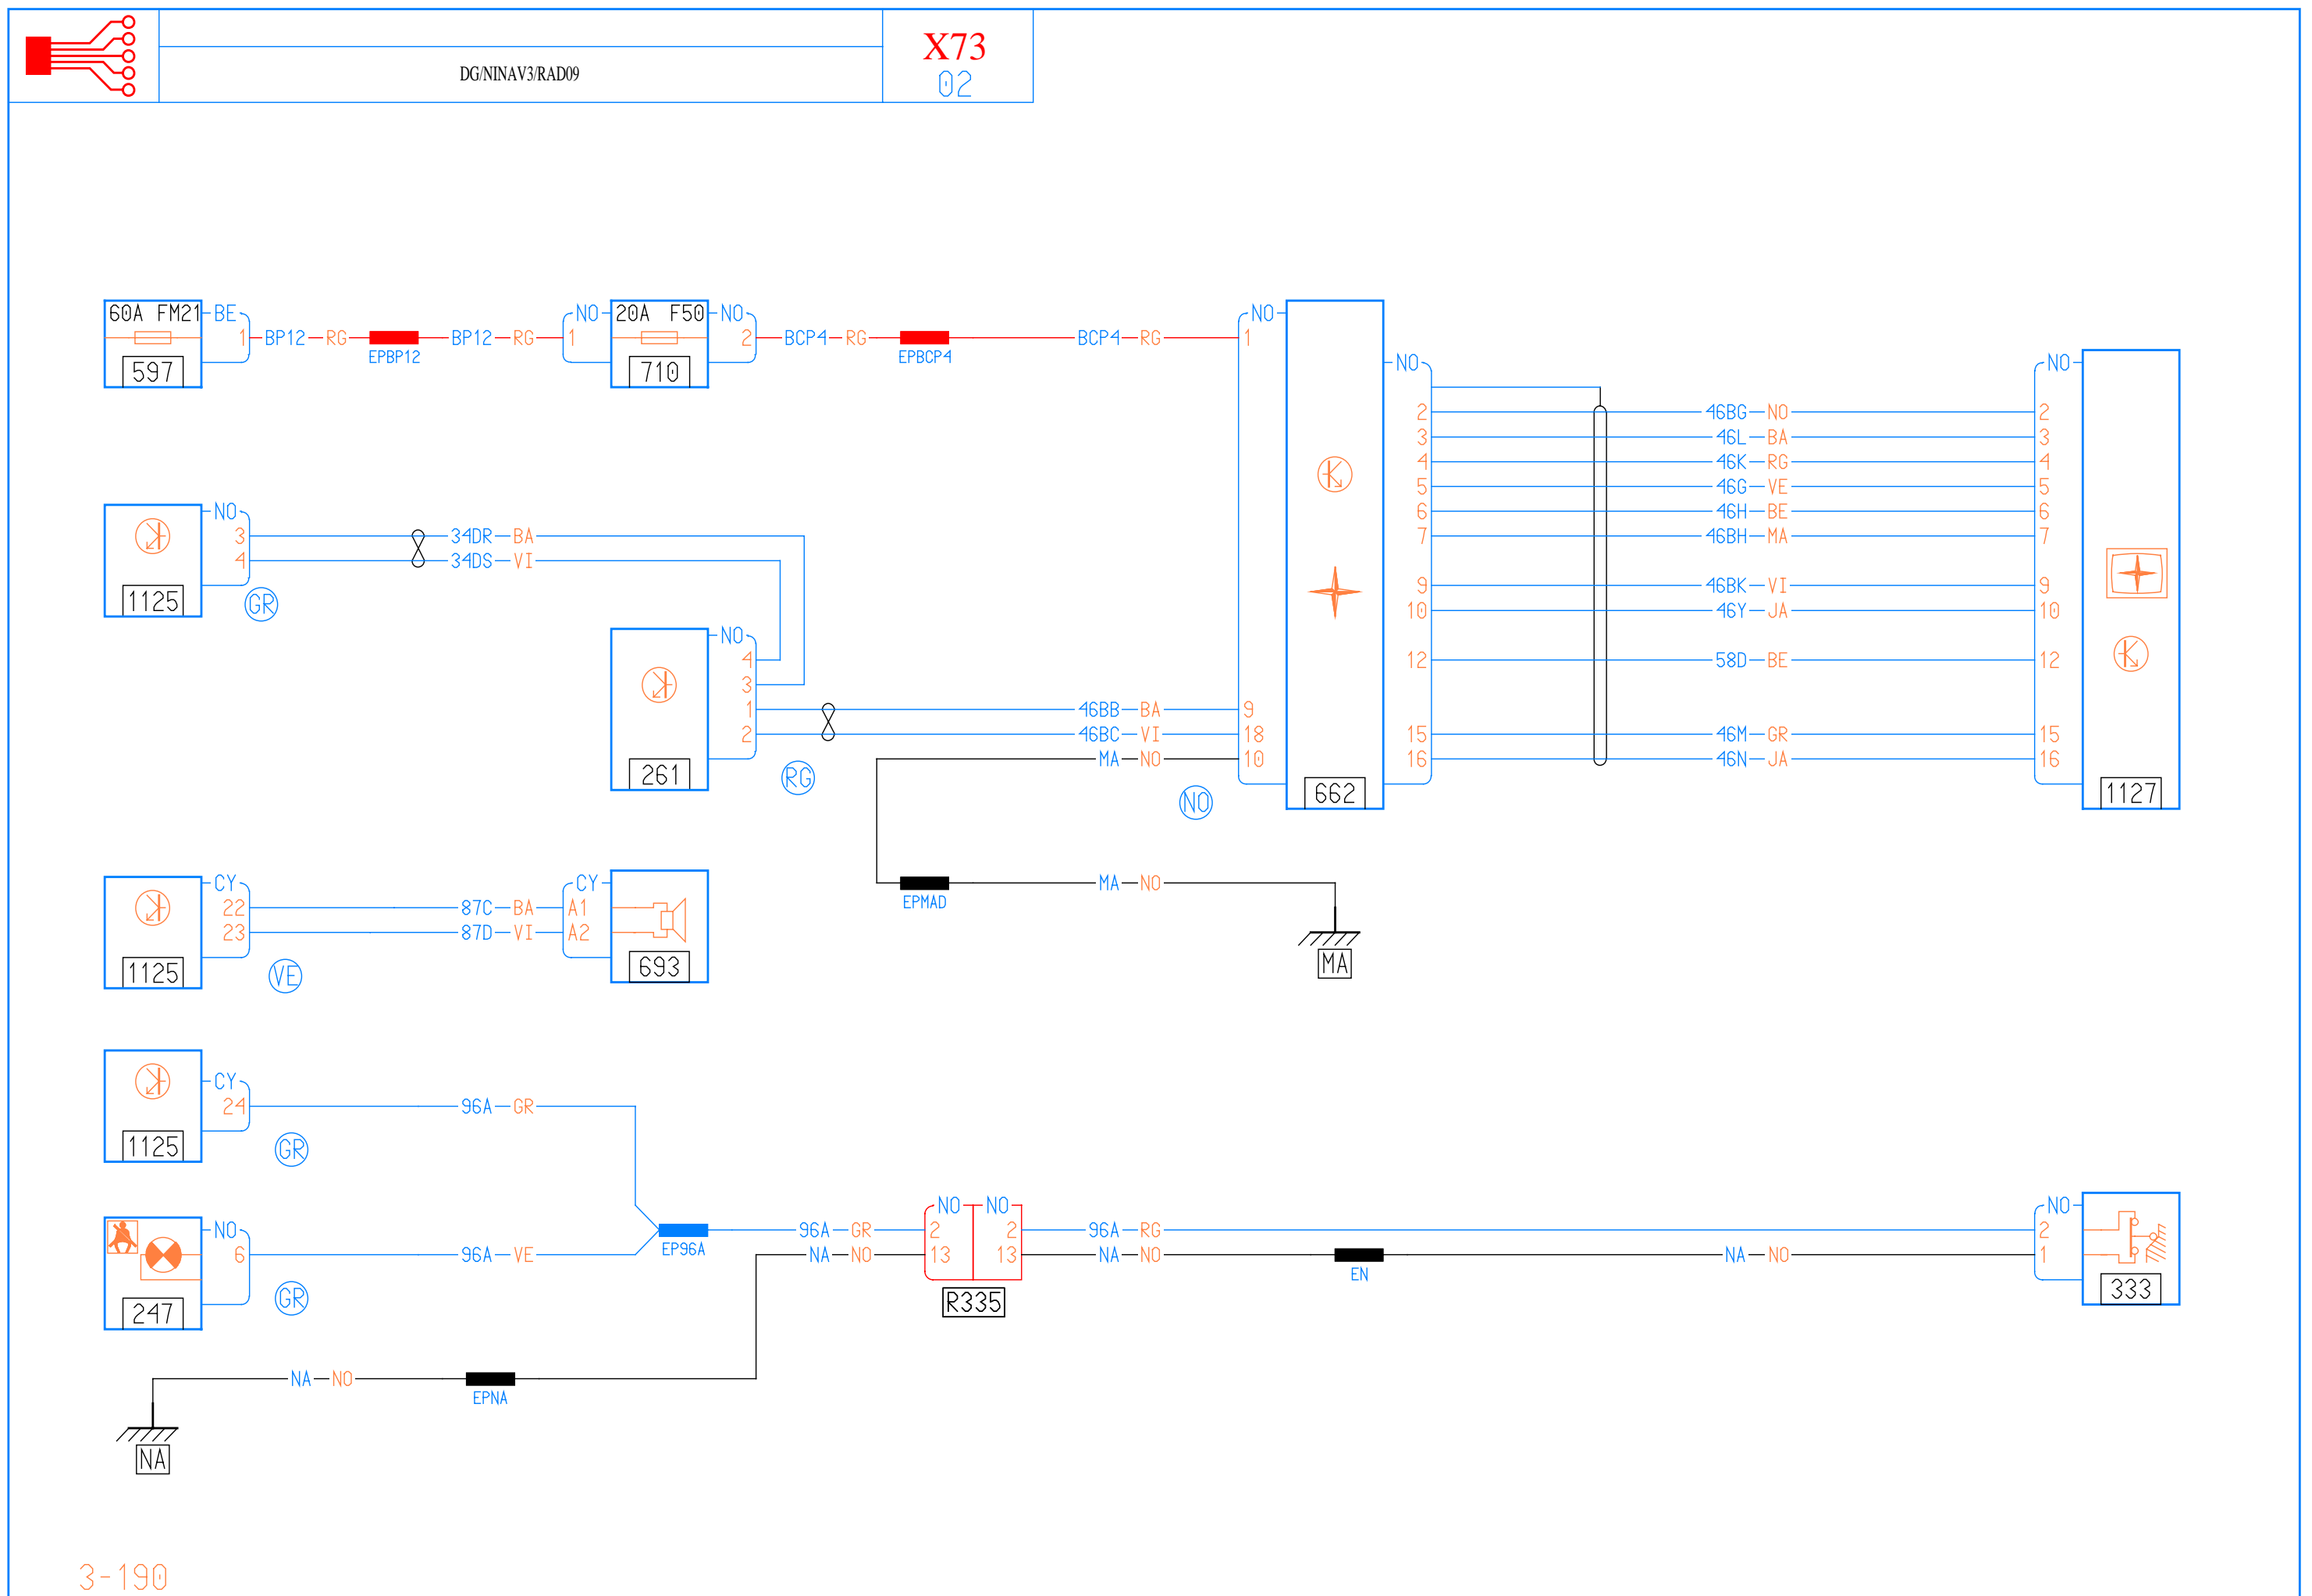 X73
DG/NINAV3/RAD09
02
60A FM21 BE NO 20A F50 NO NO
1 BP12 RG BP12 RG 1 2 BCP4 RG BCP4 RG 1
EPBP12 EPBCP4
597 710
NO NO
2 46BG NO 2
3 46L BA 3
4 46K RG 4
5 46G VE 5
6 46H BE 6
7 46BH MA 7
9 46BK VI 9
10 46Y JA 10
12 58D BE 12
15 46M GR 15
16 46N JA 16
662 1127
NO
3 34DR BA
4 34DS VI
1125 GR
NO
4
3
1 46BB BA 9
2 46BC VI 18
MA NO 10
261 RG NO
EPMAD MA NO
MA
CY CY
22 87C BA A1
23 87D VI A2
1125 VE 693
CY
24 96A GR
1125 GR
NO NO NO NO
EP96A 96A GR 2 2 96A RG 2
6 96A VE NA NO 13 13 NA NO EN NA NO 1
247 GR R335 333
NA NO EPNA
NA
3-190